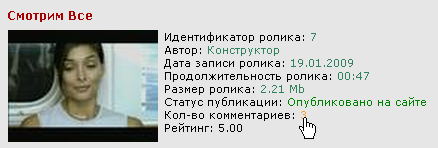 Смотрим Все
Идентификатор ролика: 7
Автор: Конструктор
Дата записи ролика: 19.01.2009
Продолжительность ролика: 00:47
Размер ролика: 2.21 Mb
Статус публикации: Опубликовано на сайте
Кол-во комментариев: 3
Рейтинг: 5.00